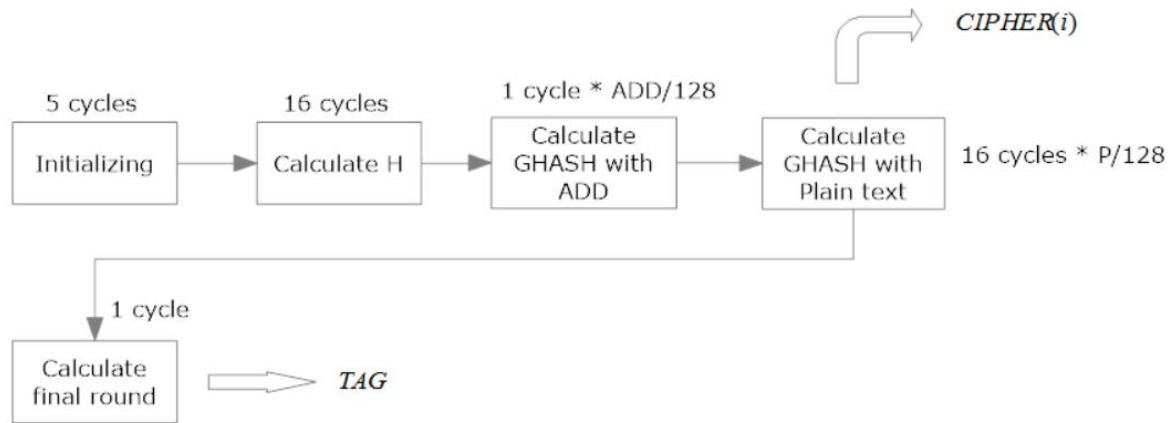 CIPHER(i)
5 cycles
16 cycles
1 cycle * ADD/128
Initializing
Calculate H
Calculate
GHASH with
ADD
Calculate
GHASH with
Plain text
16 cycles * P/128
1 cycle
Calculate
final round
TAG